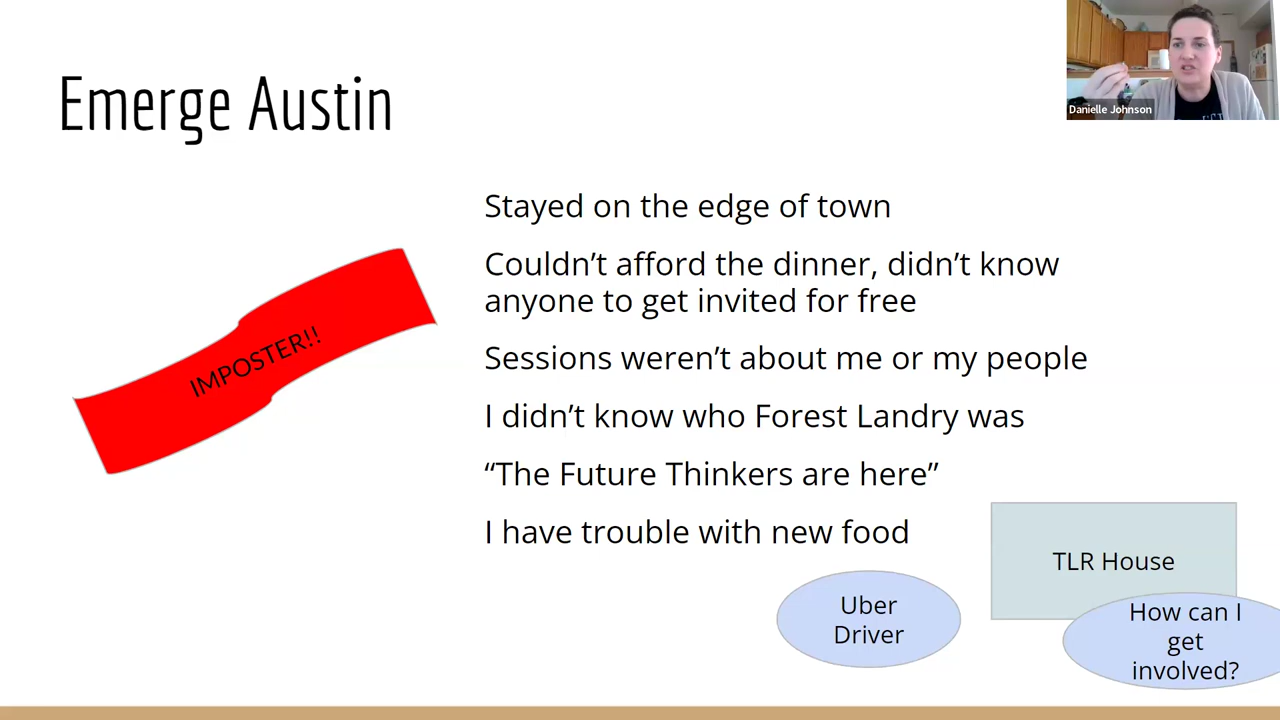 Emerge Austin
Danielle Johnson
Stayed on the edge of town
Couldn’t afford the dinner, didn’t know
anyone to get invited for free
IMPOSTER!!
Sessions weren’t about me or my people
I didn’t know who Forest Landry was
“The Future Thinkers are here”
I have trouble with new food
TLR House
Uber
Driver
How can I
get
involved?